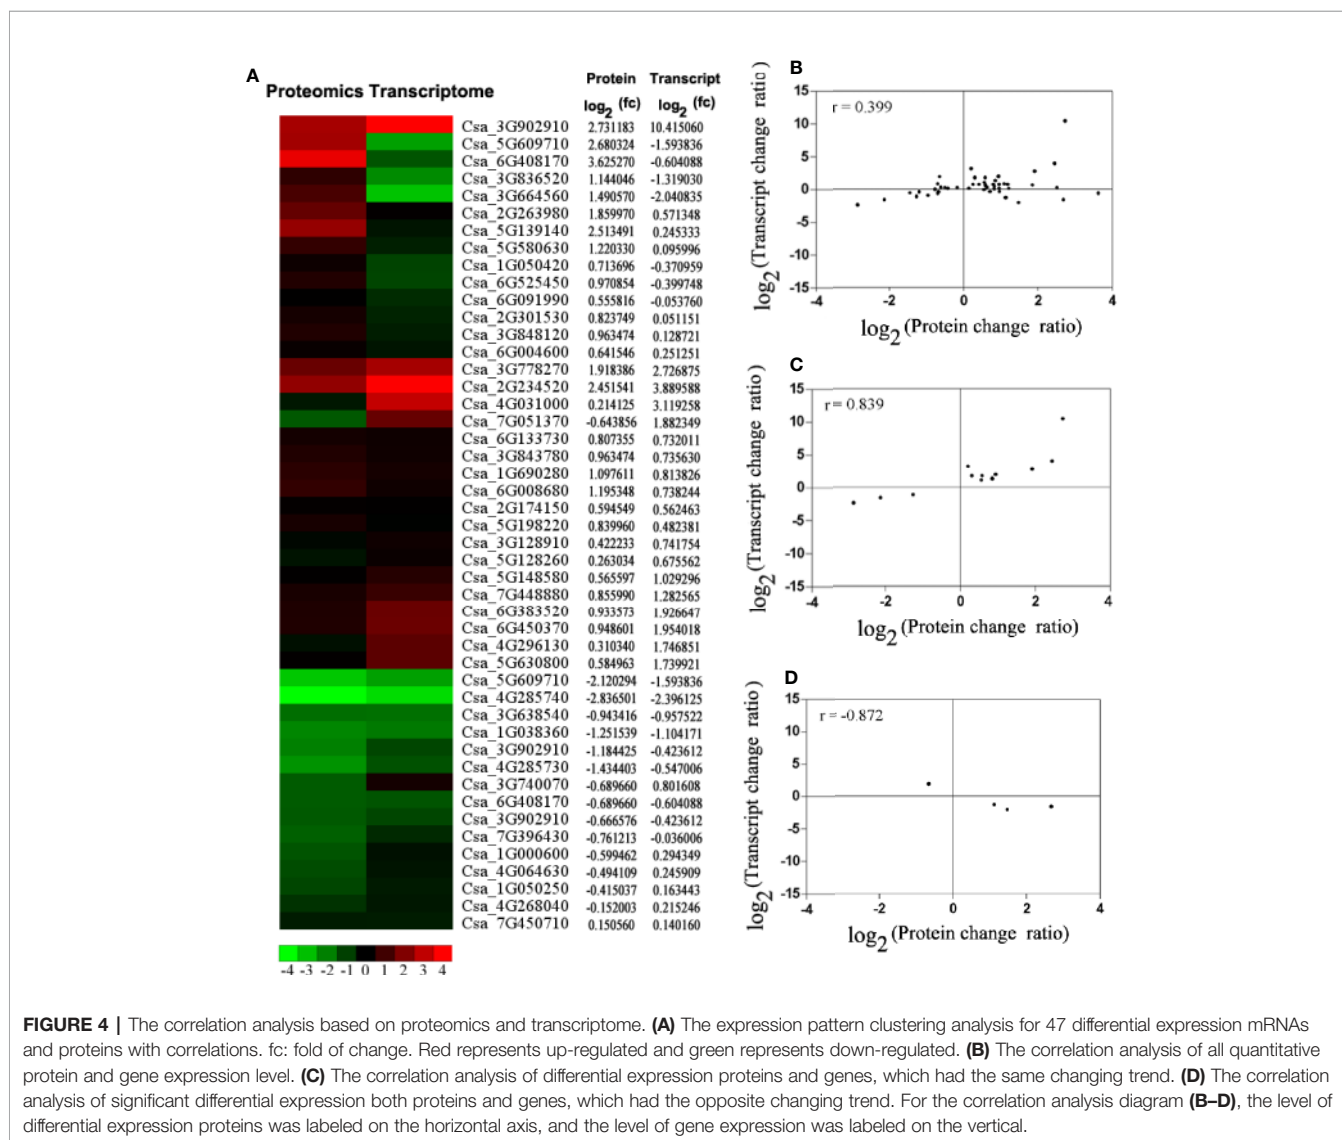 A
Proteomics Transcriptome
Protein Transcript
log2 (fc) log2 (fc)
Csa_3G902910 2.731183 10.415060
Csa_5G609710 2.680324 -1.593836
Csa_6G408170 3.625270 -0.604088
Csa_3G836520 1.144046 -1.319030
Csa_3G664560 1.490570 -2.040835
Csa_2G263980 1.859970 0.571348
Csa_5G139140 2.513491 0.245333
Csa_5G580630 1.220330 0.095996
Csa_1G050420 0.713696 -0.370959
Csa_6G525450 0.970854 -0.399748
Csa_6G091990 0.555816 -0.053760
Csa_2G301530 0.823749 0.051151
Csa_3G848120 0.963474 0.128721
Csa_6G004600 0.641546 0.251251
Csa_3G778270 1.918386 2.726875
Csa_2G234520 2.451541 3.889588
Csa_4G031000 0.214125 3.119258
Csa_7G051370 -0.643856 1.882349
Csa_6G133730 0.807355 0.732011
Csa_3G843780 0.963474 0.735630
Csa_1G690280 1.097611 0.813826
Csa_6G008680 1.195348 0.738244
Csa_2G174150 0.594549 0.562463
Csa_5G198220 0.839960 0.482381
Csa_3G128910 0.422233 0.741754
Csa_5G128260 0.263034 0.675562
Csa_5G148580 0.565597 1.029296
Csa_7G448880 0.855990 1.282565
Csa_6G383520 0.933573 1.926647
Csa_6G450370 0.948601 1.954018
Csa_4G296130 0.310340 1.746851
Csa_5G630800 0.584963 1.739921
Csa_5G609710 -2.120294 -1.593836
Csa_4G285740 -2.836501 -2.396125
Csa_3G638540 -0.943416 -0.957522
Csa_1G038360 -1.251539 -1.104171
Csa_3G902910 -1.184425 -0.423612
Csa_4G285730 -1.434403 -0.547006
Csa_3G740070 -0.689660 0.801608
Csa_6G408170 -0.689660 -0.604088
Csa_3G902910 -0.666576 -0.423612
Csa_7G396430 -0.761213 -0.036006
Csa_1G000600 -0.599462 0.294349
Csa_4G064630 -0.494109 0.245909
Csa_1G050250 -0.415037 0.163443
Csa_4G268040 -0.152003 0.215246
Csa_7G450710 0.150560 0.140160
-4 -3 -2 -1 0 1 2 3 4
B
log2(Transcript change ratio)
15
10
5
0
-5
-10
-15
r = 0.399
-4 -2 0 2 4
log2(Protein change ratio)
C
log2(Transcript change ratio)
15
10
5
0
-5
-10
-15
r = 0.839
-4 -2 0 2 4
log2(Protein change ratio)
D
log2(Transcript change ratio)
15
10
5
0
-5
-10
-15
r = -0.872
-4 -2 0 2 4
log2(Protein change ratio)
FIGURE 4 | The correlation analysis based on proteomics and transcriptome. (A) The expression pattern clustering analysis for 47 differential expression mRNAs
and proteins with correlations. fc: fold of change. Red represents up-regulated and green represents down-regulated. (B) The correlation analysis of all quantitative
protein and gene expression level. (C) The correlation analysis of differential expression proteins and genes, which had the same changing trend. (D) The correlation
analysis of significant differential expression both proteins and genes, which had the opposite changing trend. For the correlation analysis diagram (B–D), the level of
differential expression proteins was labeled on the horizontal axis, and the level of gene expression was labeled on the vertical.